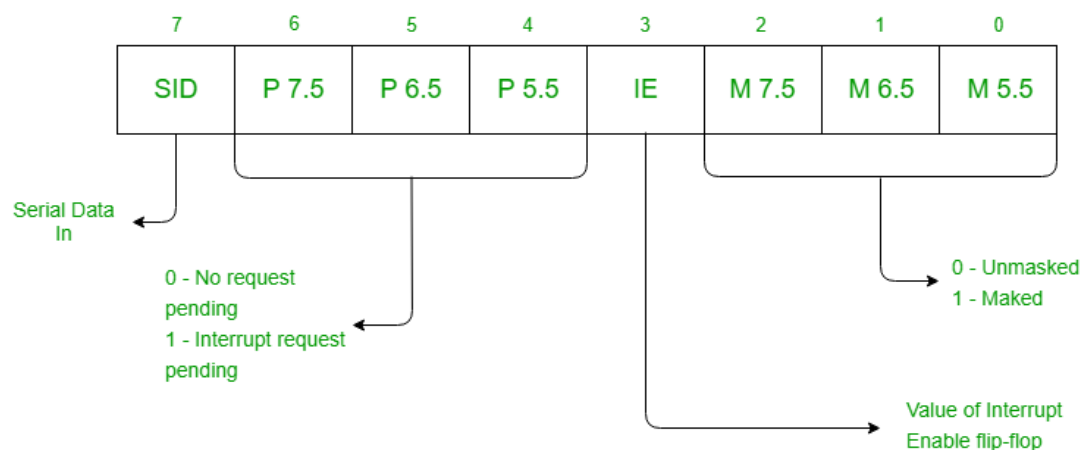 7 6 5 4 3 2 1 0
SID P 7.5 P 6.5 P 5.5 IE M 7.5 M 6.5 M 5.5
Serial Data
In
0 - No request
pending
1 - Interrupt request
pending
0 - Unmasked
1 - Maked
Value of Interrupt
Enable flip-flop